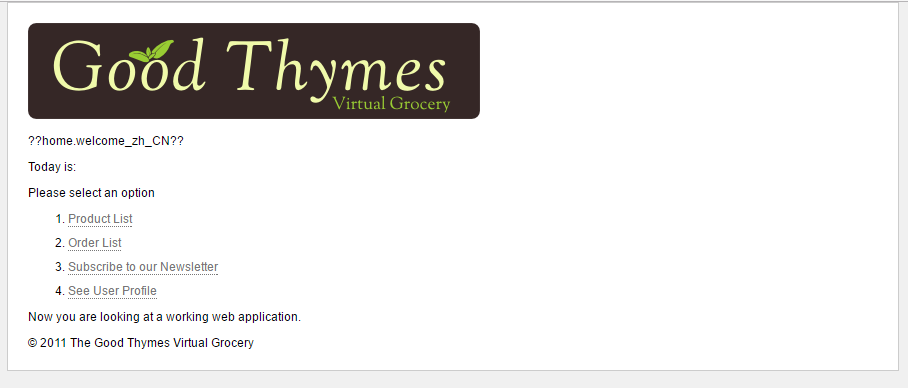 Good Thymes
Virtual Grocery
??home.welcome_zh_CN??
Today is:
Please select an option
1. Product List
2. Order List
3. Subscribe to our Newsletter
4. See User Profile
Now you are looking at a working web application.
© 2011 The Good Thymes Virtual Grocery